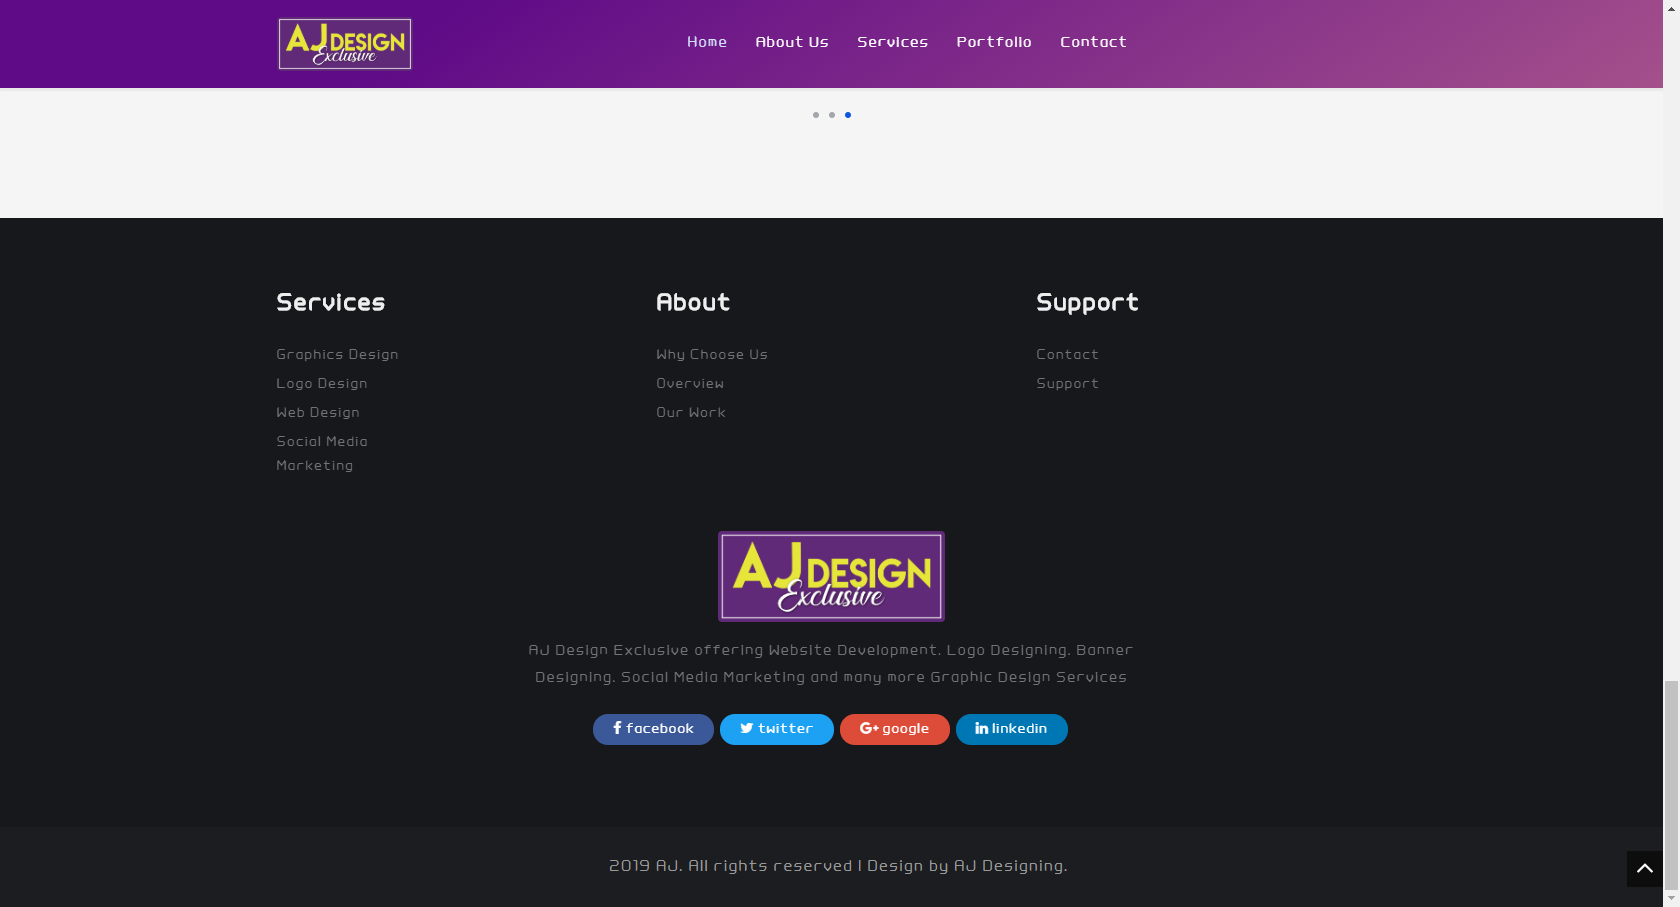 AJ DESIGN
Exclusive
Home About Us Services Portfolio Contact
Services
Graphics Design
Logo Design
Web Design
Social Media
Marketing
About
Why Choose Us
Overview
Our Work
Support
Contact
Support
AJ DESIGN
Exclusive
AJ Design Exclusive offering Website Development. Logo Designing. Banner
Designing. Social Media Marketing and many more Graphic Design Services
facebook twitter G+ google in linkedin
2019 AJ. All rights reserved | Design by AJ Designing.